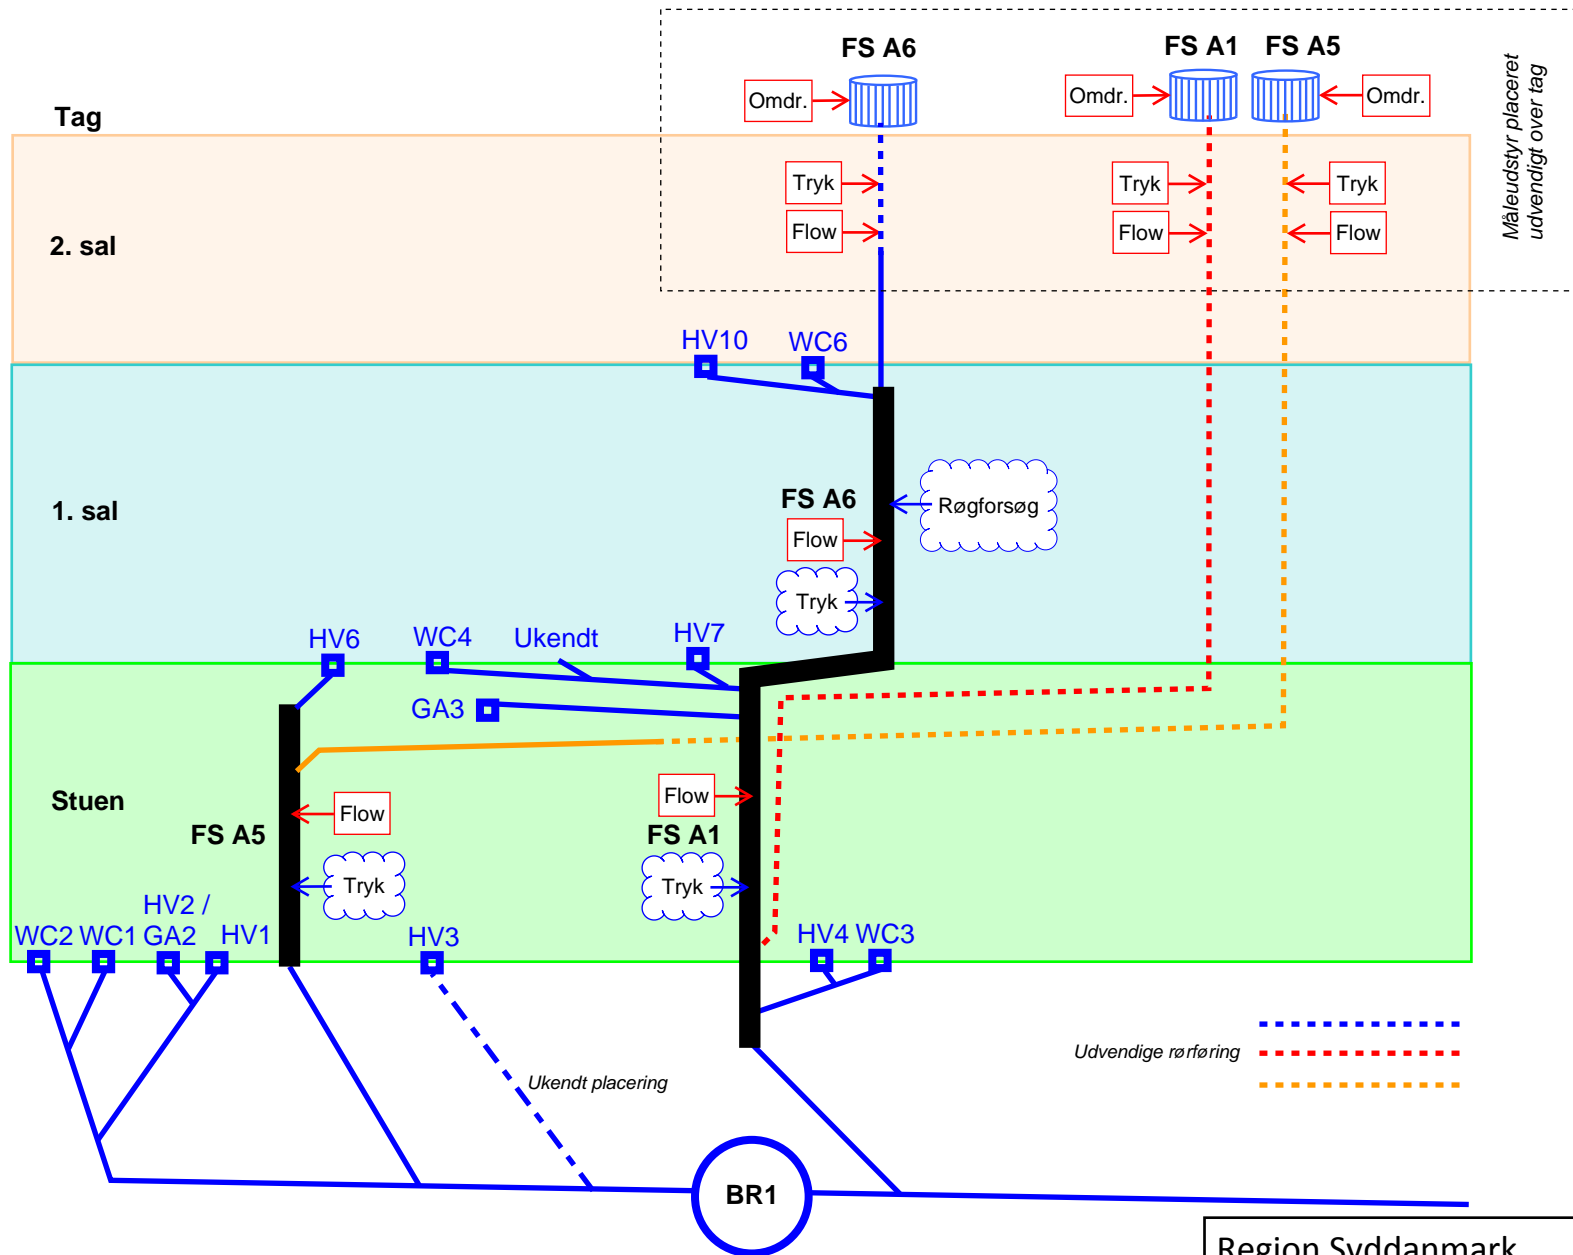 FS A6
FS A1
FS A5
Omdr.
Omdr.
Omdr.
Måleudstyr placeret
udvendigt over tag
Tag
Tryk
Tryk
Tryk
2. sal
Flow
Flow
Flow
HV10
WC6
1. sal
FS A6
Røgforsøg
Flow
Tryk
HV6
WC4
Ukendt
HV7
GA3
Stuen
Flow
Flow
FS A5
FS A1
Tryk
Tryk
HV2 /
WC2
WC1
GA2
HV1
HV3
HV4
WC3
Udvendige rørføring
Ukendt placering
BR1
Region Syddanmark